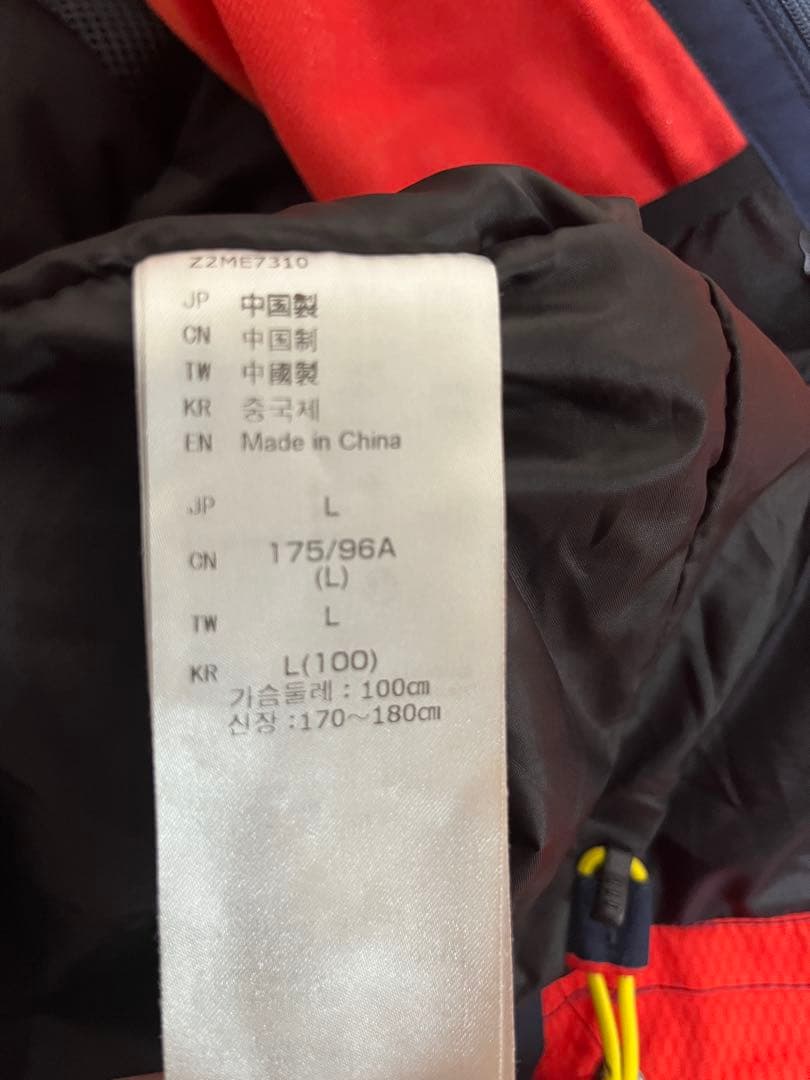 Z2ME7310
JP 中国製
CN 中国制
TW 中國製
KR 중국제
EN Made in China
JP L
CN 175/96A
(L)
TW L
KR L(100)
가슴둘레 : 100㎝
신장 :170～180㎝